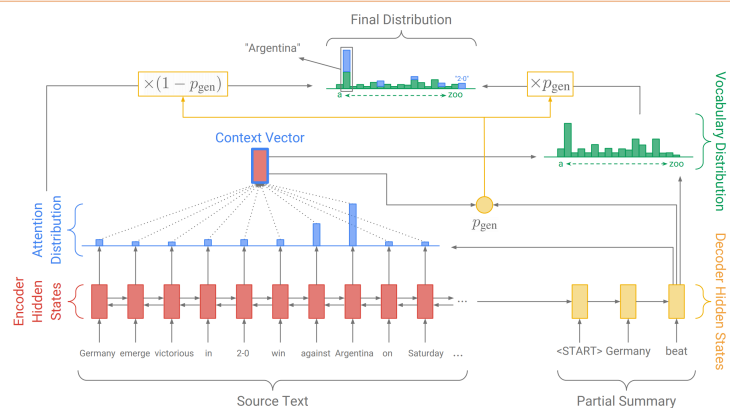 Final Distribution
"Argentina"
"2-0"
a zoo
×(1 − pgen)
×pgen
Context Vector
Vocabulary Distribution
a zoo
Attention
Distribution
pgen
Encoder
Hidden
States
Decoder Hidden States
...
Germany emerge victorious in 2-0 win against Argentina on Saturday ...
<START> Germany beat
Source Text
Partial Summary